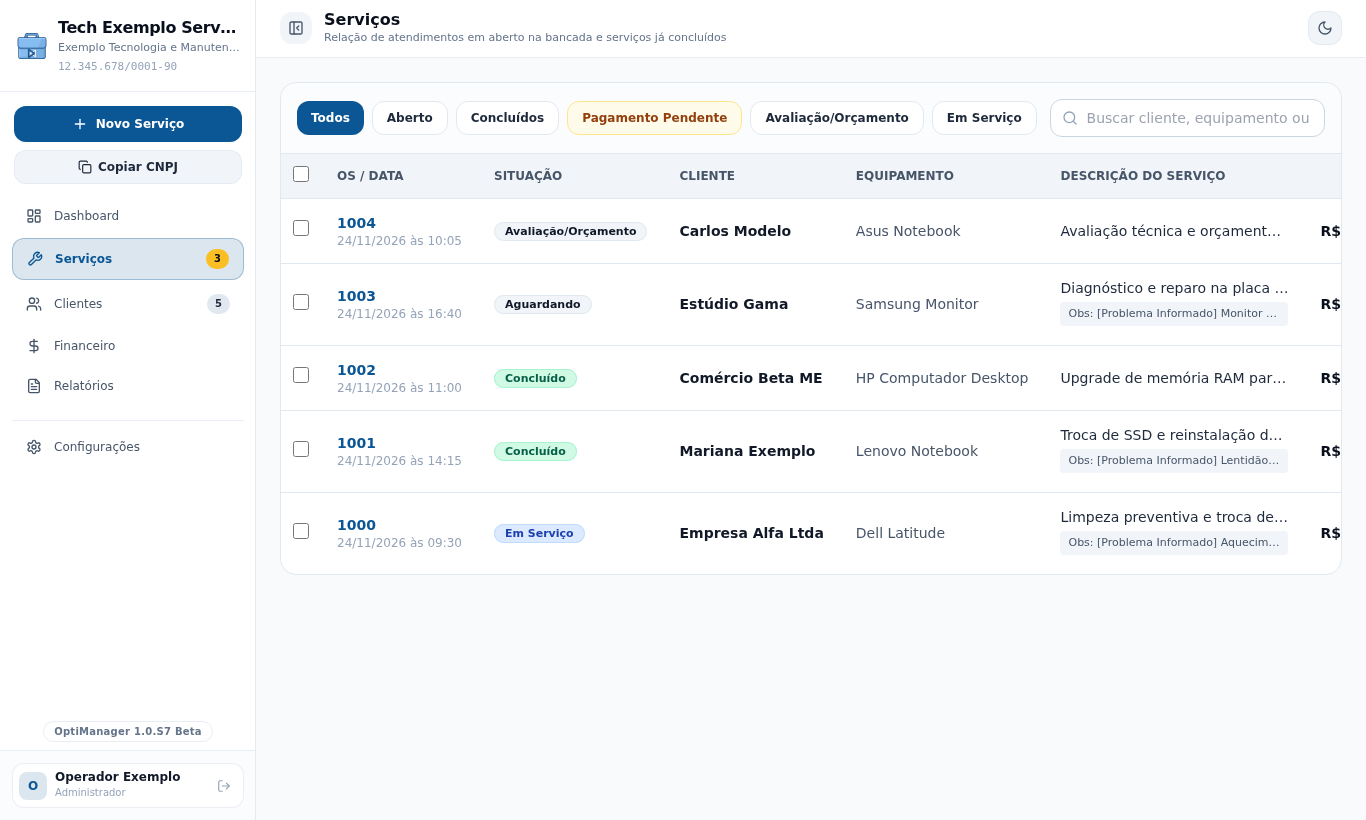 Tech Exemplo Serv...
Exemplo Tecnologia e Manuten...
12.345.678/0001-90
Novo Serviço
Copiar CNPJ
Dashboard
Serviços 3
Clientes 5
Financeiro
Relatórios
Configurações
OptiManager 1.0.S7 Beta
O
Operador Exemplo
Administrador
Serviços
Relação de atendimentos em aberto na bancada e serviços já concluídos
Todos Aberto Concluídos Pagamento Pendente Avaliação/Orçamento Em Serviço Buscar cliente, equipamento ou
OS / DATA SITUAÇÃO CLIENTE EQUIPAMENTO DESCRIÇÃO DO SERVIÇO
1004
24/11/2026 às 10:05
Avaliação/Orçamento
Carlos Modelo
Asus Notebook
Avaliação técnica e orçament...
R$
1003
24/11/2026 às 16:40
Aguardando
Estúdio Gama
Samsung Monitor
Diagnóstico e reparo na placa ...
Obs: [Problema Informado] Monitor ...
R$
1002
24/11/2026 às 11:00
Concluído
Comércio Beta ME
HP Computador Desktop
Upgrade de memória RAM par...
R$
1001
24/11/2026 às 14:15
Concluído
Mariana Exemplo
Lenovo Notebook
Troca de SSD e reinstalação d...
Obs: [Problema Informado] Lentidão...
R$
1000
24/11/2026 às 09:30
Em Serviço
Empresa Alfa Ltda
Dell Latitude
Limpeza preventiva e troca de...
Obs: [Problema Informado] Aquecim...
R$